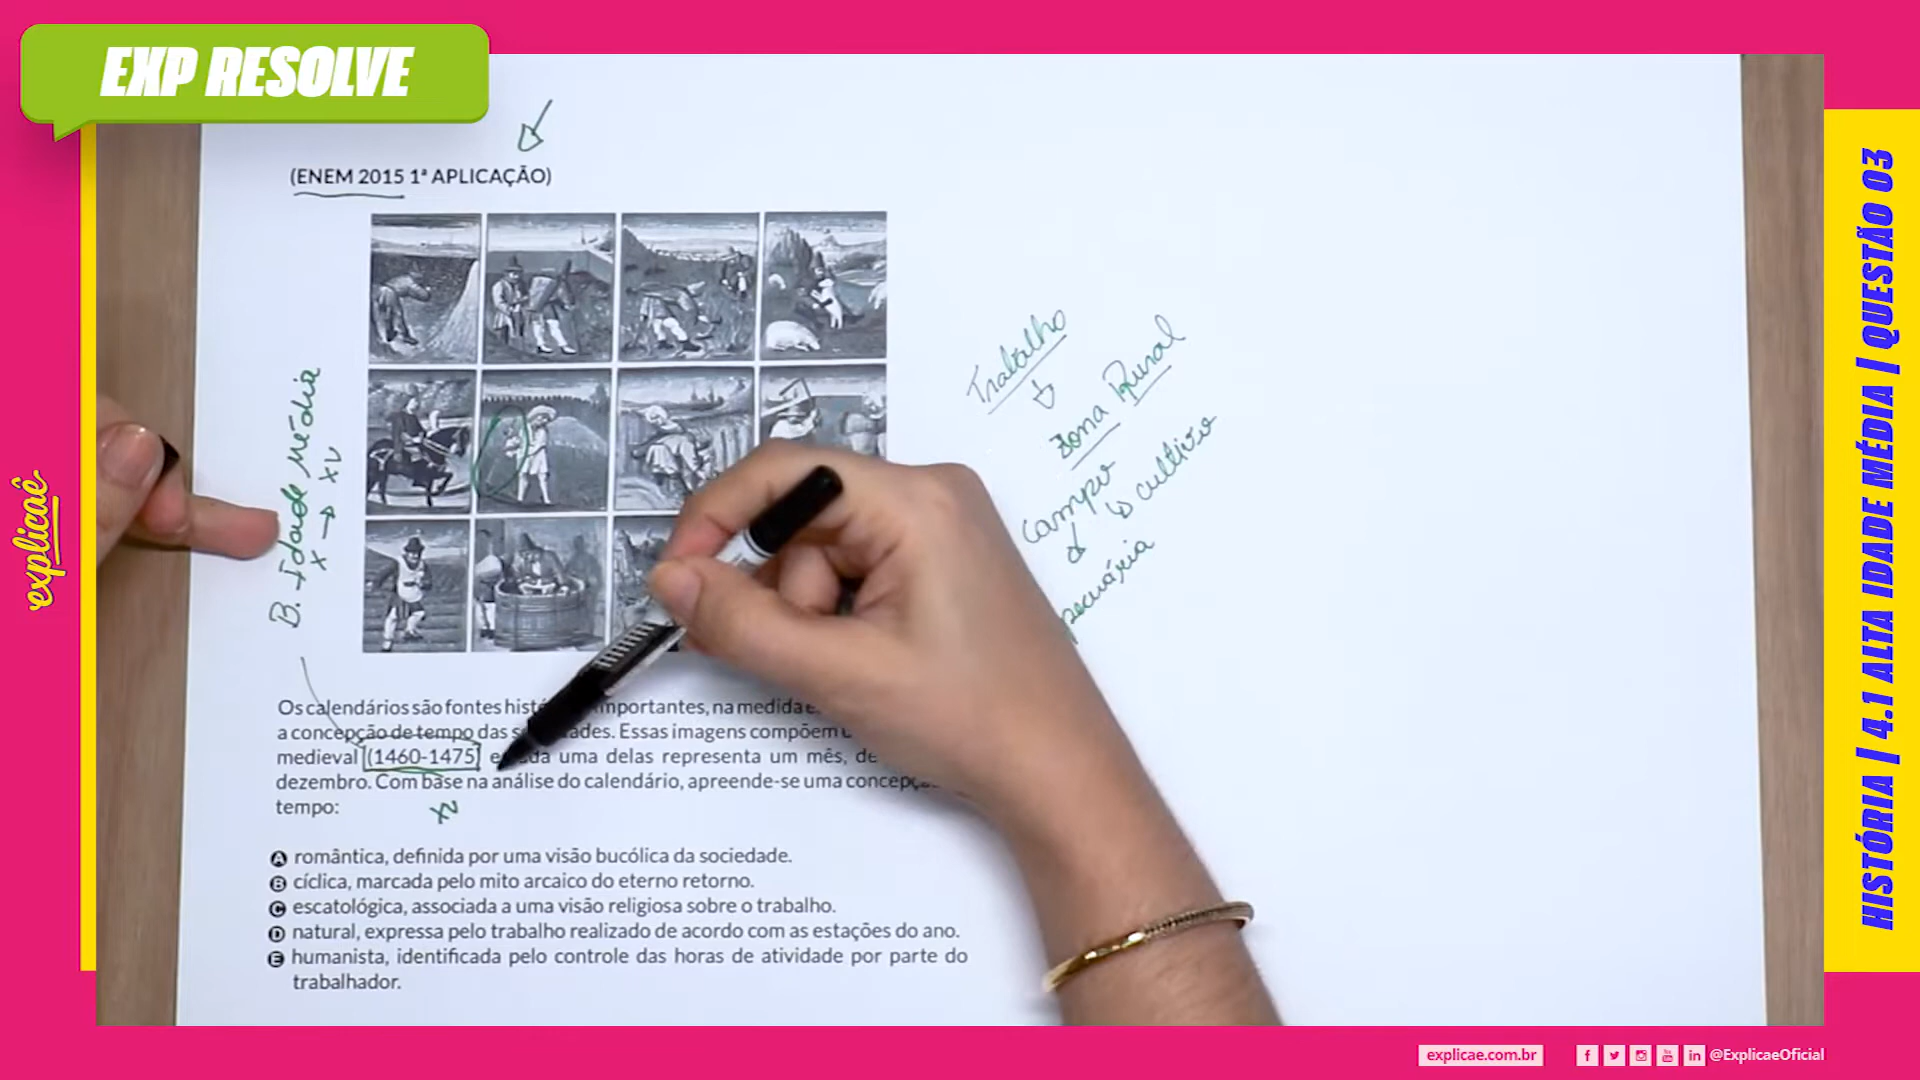 EXP RESOLVE
(ENEM 2015 1ª APLICAÇÃO)
Trabalho
zona Rural
campo
cultivo
pecuária
B. Idade Média
X → XV
Os calendários são fontes importantes, na medida
a concepção de tempo das Essas imagens compõem
medieval (1460-1475) uma delas representa um mês, de
dezembro. Com base na análise do calendário, apreende-se uma
tempo:
XV
A romântica, definida por uma visão bucólica da sociedade.
B cíclica, marcada pelo mito arcaico do eterno retorno.
C escatológica, associada a uma visão religiosa sobre o trabalho.
D natural, expressa pelo trabalho realizado de acordo com as estações do ano.
E humanista, identificada pelo controle das horas de atividade por parte do
trabalhador.
explicaê
HISTÓRIA | 4.1 ALTA IDADE MÉDIA | QUESTÃO 03
explicae.com.br
@ExplicaeOficial